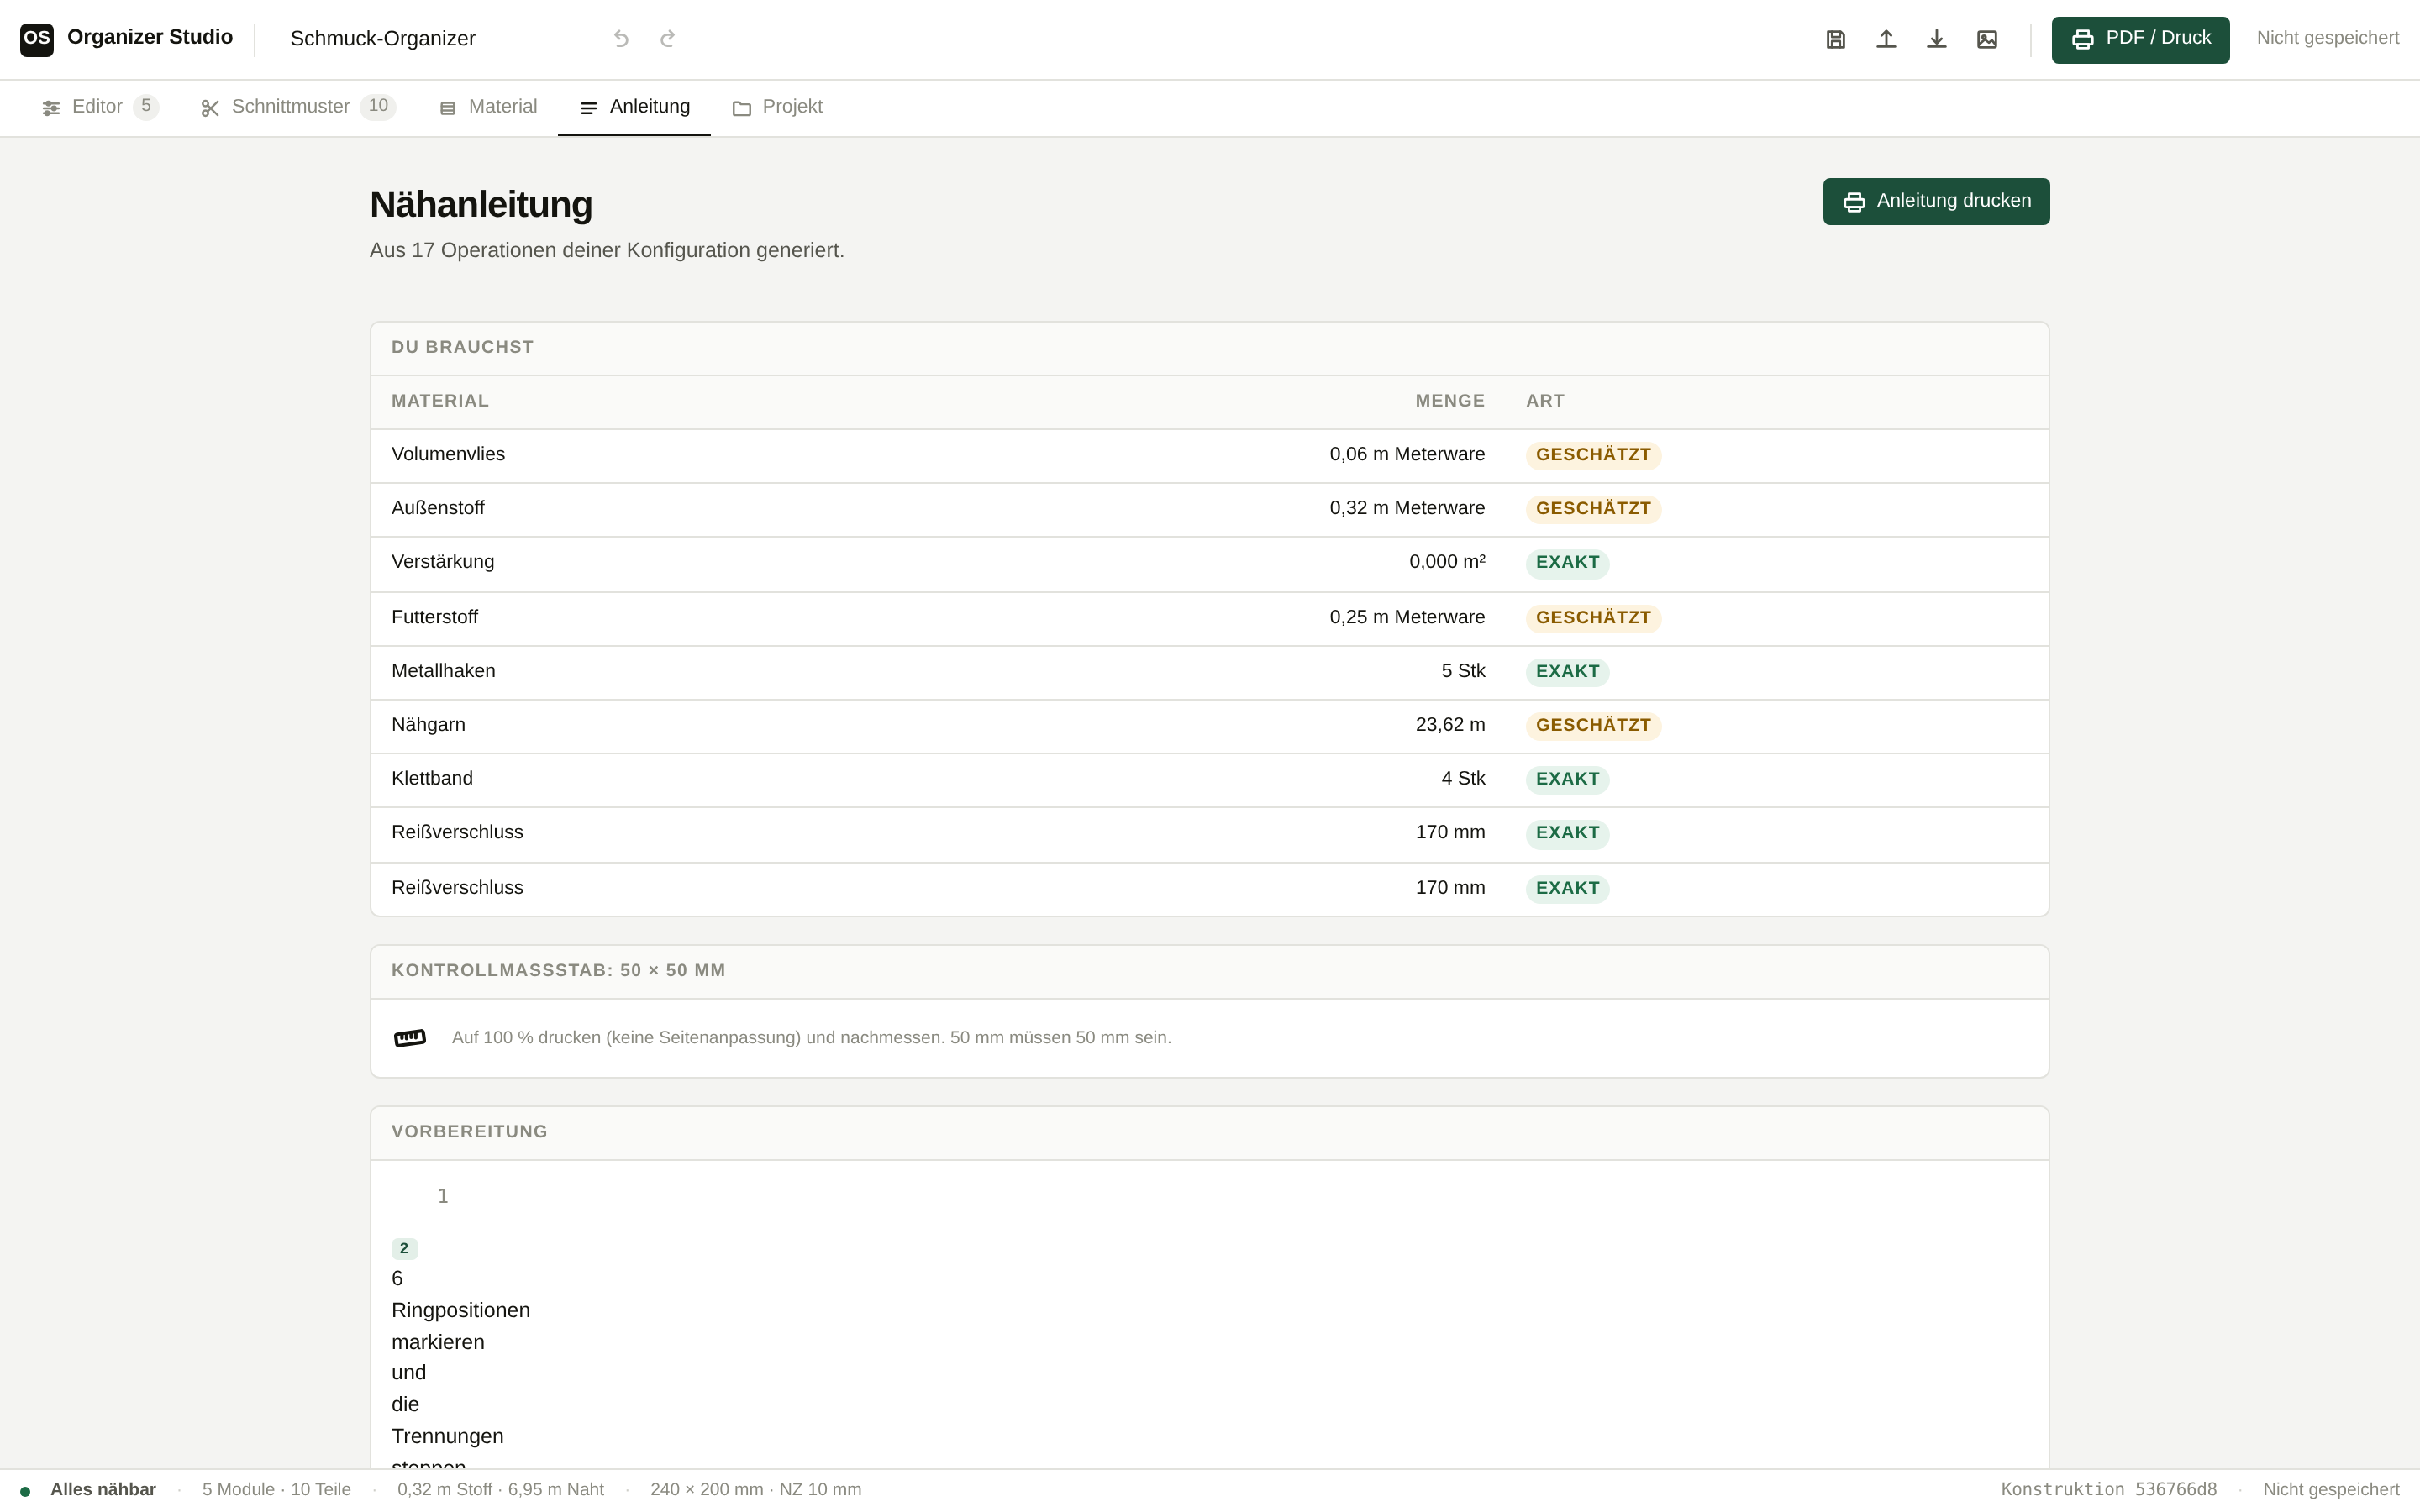 OS Organizer Studio Schmuck-Organizer PDF / Druck Nicht gespeichert
Editor 5 Schnittmuster 10 Material Anleitung Projekt
Nähanleitung
Anleitung drucken
Aus 17 Operationen deiner Konfiguration generiert.
DU BRAUCHST
MATERIAL MENGE ART
Volumenvlies 0,06 m Meterware GESCHÄTZT
Außenstoff 0,32 m Meterware GESCHÄTZT
Verstärkung 0,000 m² EXAKT
Futterstoff 0,25 m Meterware GESCHÄTZT
Metallhaken 5 Stk EXAKT
Nähgarn 23,62 m GESCHÄTZT
Klettband 4 Stk EXAKT
Reißverschluss 170 mm EXAKT
Reißverschluss 170 mm EXAKT
KONTROLLMASSSTAB: 50 × 50 MM
Auf 100 % drucken (keine Seitenanpassung) und nachmessen. 50 mm müssen 50 mm sein.
VORBEREITUNG
1
2
6
Ringpositionen
markieren
und
die
Trennungen
steppen
Alles nähbar · 5 Module · 10 Teile · 0,32 m Stoff · 6,95 m Naht · 240 × 200 mm · NZ 10 mm Konstruktion 536766d8 · Nicht gespeichert